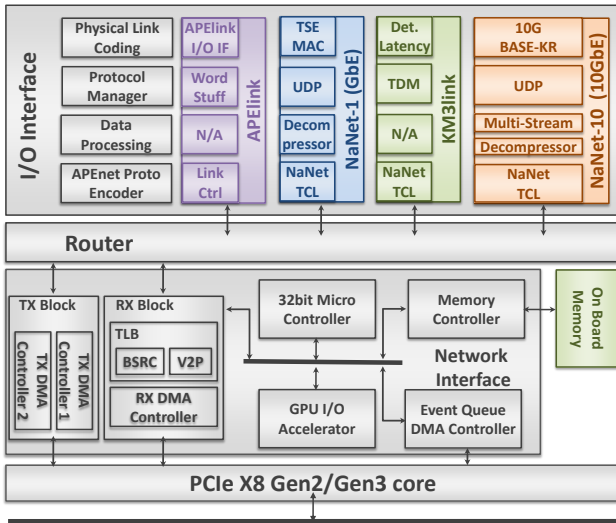 I/O Interface
Physical Link
Coding
Protocol
Manager
Data
Processing
APEnet Proto
Encoder
APElink
I/O IF
Word
Stuff
N/A
Link
Ctrl
APElink
TSE
MAC
UDP
Decom
pressor
NaNet
TCL
NaNet-1 (GbE)
Det.
Latency
TDM
N/A
NaNet
TCL
KM3link
10G
BASE-KR
UDP
Multi-Stream
Decompressor
NaNet
TCL
NaNet-10 (10GbE)
Router
TX Block
TX DMA
Controller 2
TX DMA
Controller 1
RX Block
TLB
BSRC
V2P
RX DMA
Controller
32bit Micro
Controller
Memory
Controller
On Board
Memory
Network
Interface
GPU I/O
Accelerator
Event Queue
DMA Controller
PCIe X8 Gen2/Gen3 core